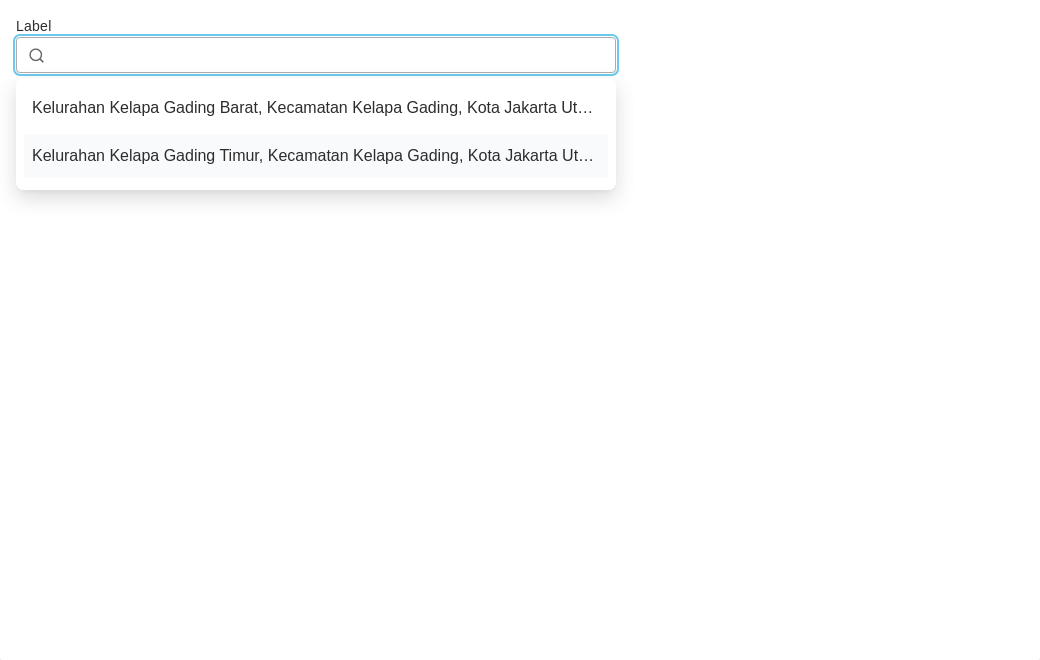 Label
Kelurahan Kelapa Gading Barat, Kecamatan Kelapa Gading, Kota Jakarta Ut…
Kelurahan Kelapa Gading Timur, Kecamatan Kelapa Gading, Kota Jakarta Ut…